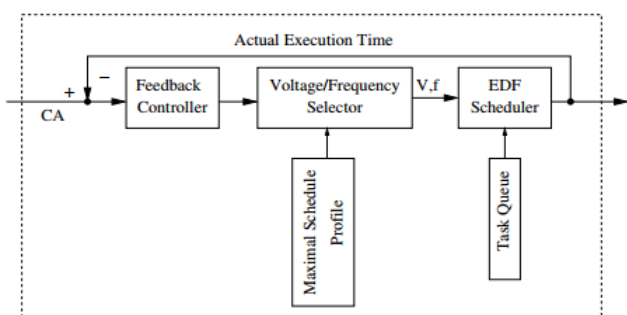 Actual Execution Time
+
−
CA
Feedback
Controller
Voltage/Frequency
Selector
V,f
EDF
Scheduler
Maximal Schedule
Profile
Task Queue